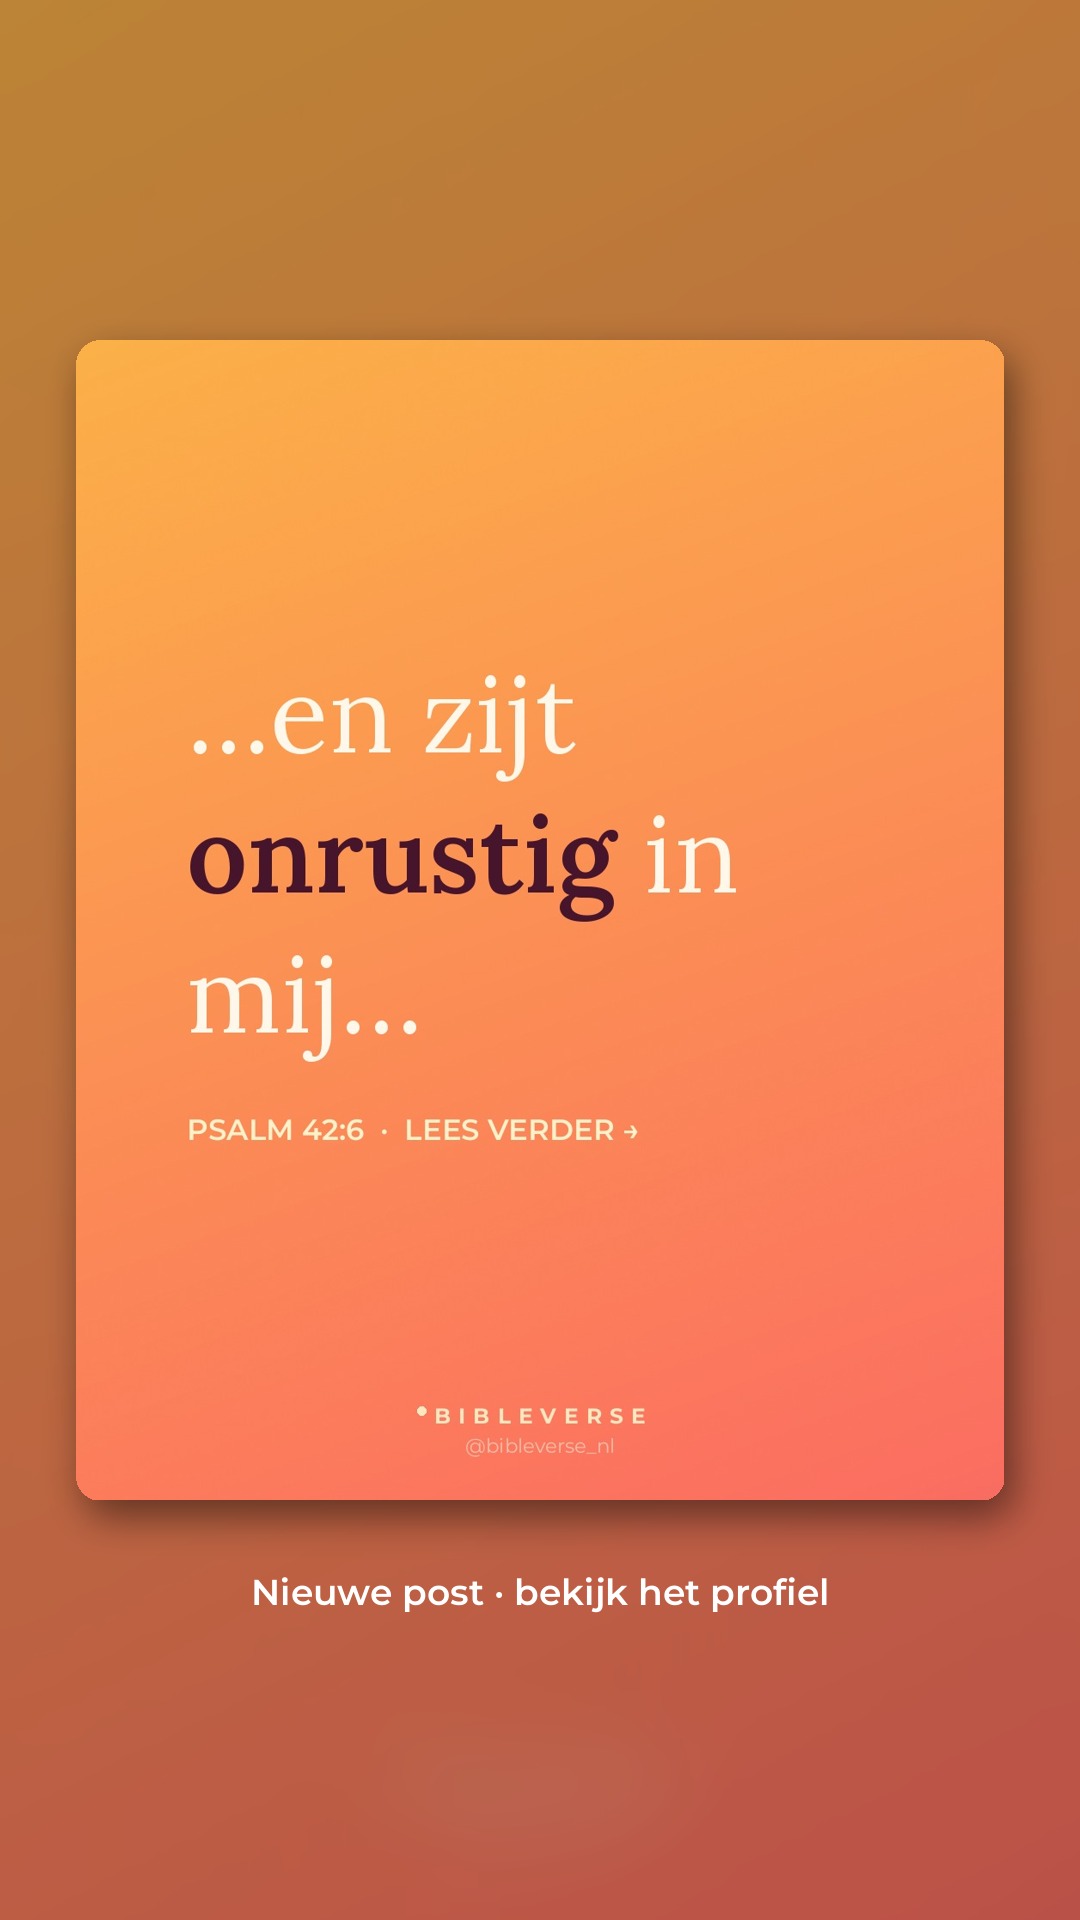 ...en zijt
onrustig in
mij...
PSALM 42:6 · LEES VERDER →
BIBLEVERSE
@bibleverse_nl
Nieuwe post · bekijk het profiel